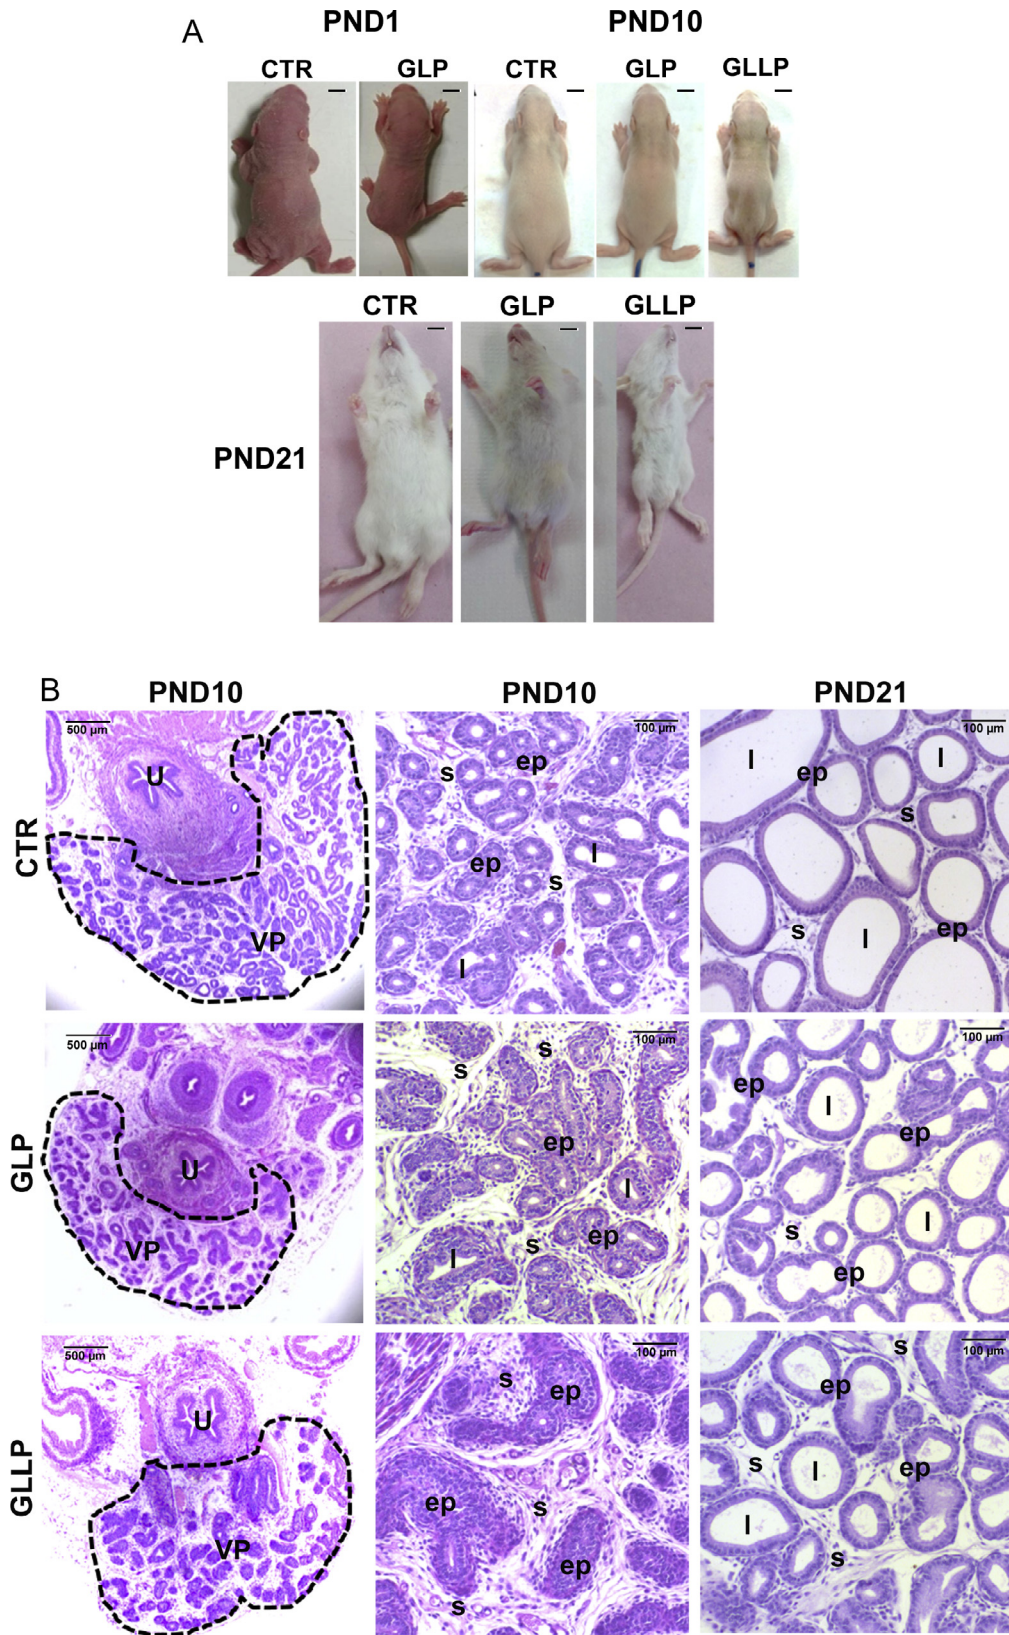 A
PND1 PND10
CTR GLP CTR GLP GLLP
CTR GLP GLLP
PND21
B
PND10 PND10 PND21
CTR
500 µm
U
VP
100 µm
s ep
ep l
s
l
100 µm
l l
ep
s
l ep
s
GLP
500 µm
U
VP
100 µm
s
s
ep
l
s ep
l
100 µm
ep
l
ep
s l
ep
GLLP
500 µm
U
VP
100 µm
s ep
ep s
ep
s
100 µm
s
ep
s l ep
l
s